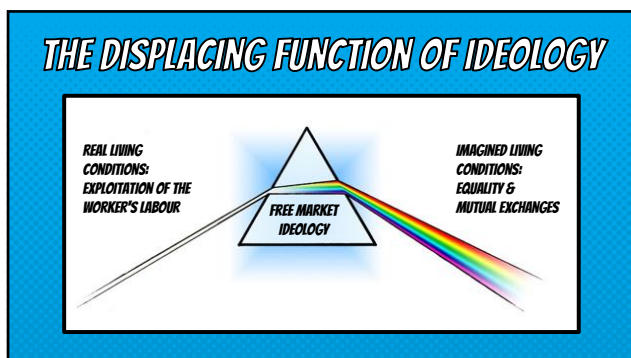 THE DISPLACING FUNCTION OF IDEOLOGY
REAL LIVING
CONDITIONS:
EXPLOITATION OF THE
WORKER'S LABOUR
FREE MARKET
IDEOLOGY
IMAGINED LIVING
CONDITIONS:
EQUALITY &
MUTUAL EXCHANGES